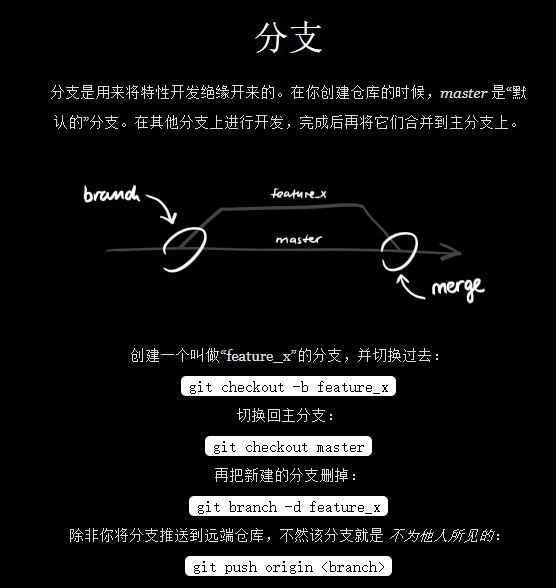 分支
分支是用来将特性开发绝缘开来的。在你创建仓库的时候，master 是“默
认的”分支。在其他分支上进行开发，完成后再将它们合并到主分支上。
branch
feature_x
master
merge
创建一个叫做“feature_x”的分支，并切换过去：
git checkout -b feature_x
切换回主分支：
git checkout master
再把新建的分支删掉：
git branch -d feature_x
除非你将分支推送到远端仓库，不然该分支就是 不为他人所见的：
git push origin <branch>